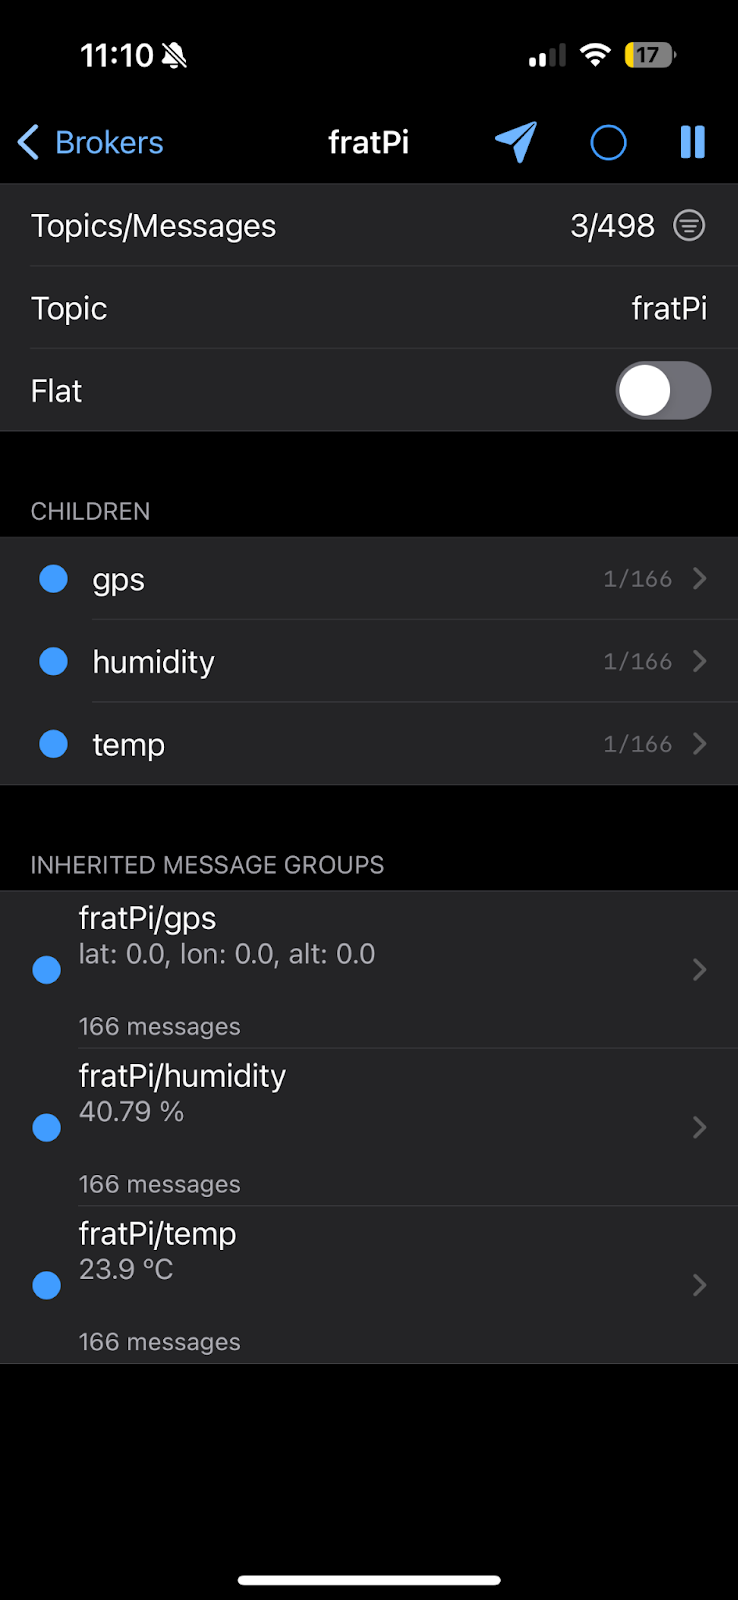 11:10 17
Brokers fratPi
Topics/Messages 3/498
Topic fratPi
Flat
CHILDREN
gps 1/166
humidity 1/166
temp 1/166
INHERITED MESSAGE GROUPS
fratPi/gps
lat: 0.0, lon: 0.0, alt: 0.0
166 messages
fratPi/humidity
40.79 %
166 messages
fratPi/temp
23.9 °C
166 messages